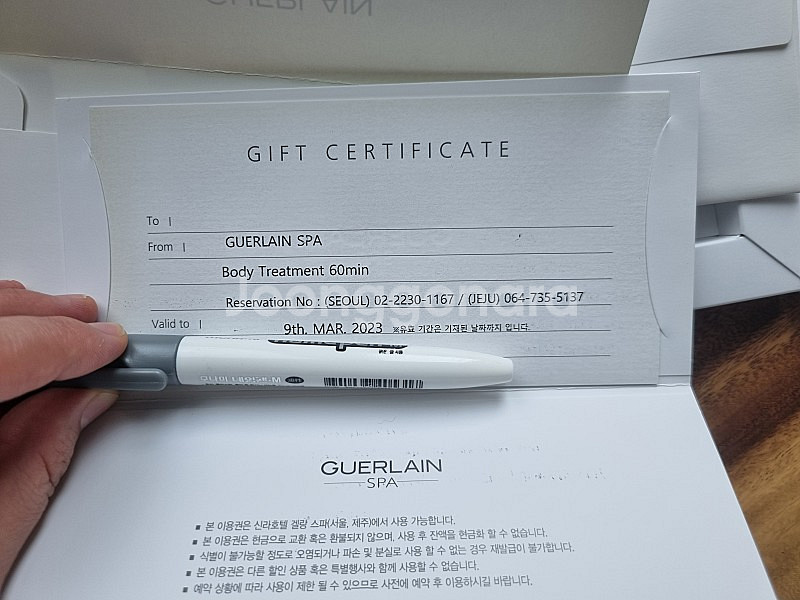 GUERLAIN
GIFT CERTIFICATE
To |
From | GUERLAIN SPA
Body Treatment 60min
Reservation No : (SEOUL) 02-2230-1167 / (JEJU) 064-735-5137
joonggonara
Valid to | 9th. MAR. 2023 ※유효 기간은 기재된 날짜까지 입니다.
GUERLAIN
SPA
■ 본 이용권은 신라호텔 겔랑 스파(서울, 제주)에서 사용 가능합니다.
■ 본 이용권은 현금으로 교환 혹은 환불되지 않으며, 사용 후 잔액을 현금화 할 수 없습니다.
■ 식별이 불가능할 정도로 오염되거나 파손 및 분실로 사용 할 수 없는 경우 재발급이 불가합니다.
■ 본 이용권은 다른 할인 상품 혹은 특별행사와 함께 사용할 수 없습니다.
■ 예약 상황에 따라 사용이 제한 될 수 있으므로 사전에 예약 후 이용하시길 바랍니다.